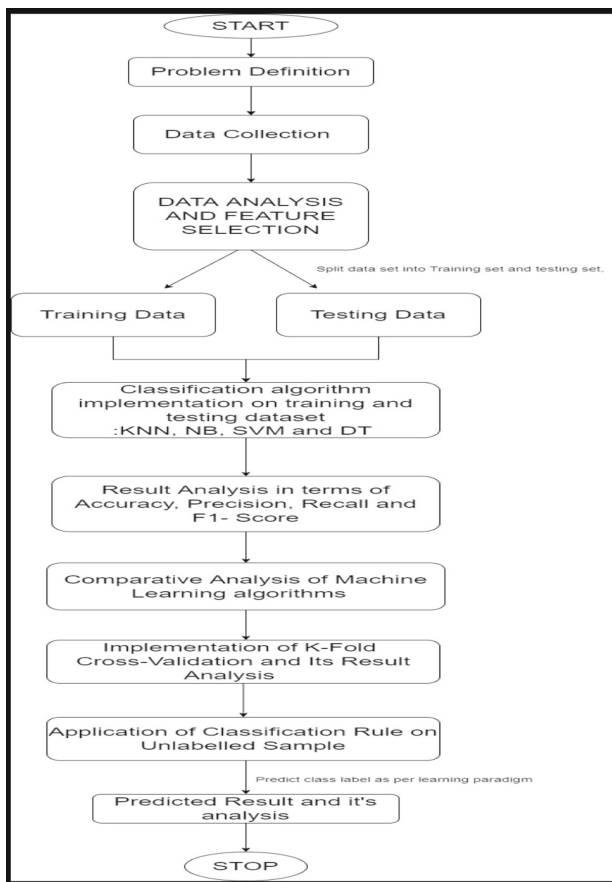 START
Problem Definition
Data Collection
DATA ANALYSIS
AND FEATURE
SELECTION
Split data set into Training set and testing set,
Training Data
Testing Data
Classification algorithm
implementation on training and
testing dataset
:KNN, NB, SVM and DT
Result Analysis in terms of
Accuracy, Precision, Recall and
F1- Score
Comparative Analysis of Machine
Learning algorithms
Implementation of K-Fold
Cross-Validation and Its Result
Analysis
Application of Classification Rule on
Unlabelled Sample
Predict class label as per learning paradigm
Predicted Result and it's
analysis
STOP